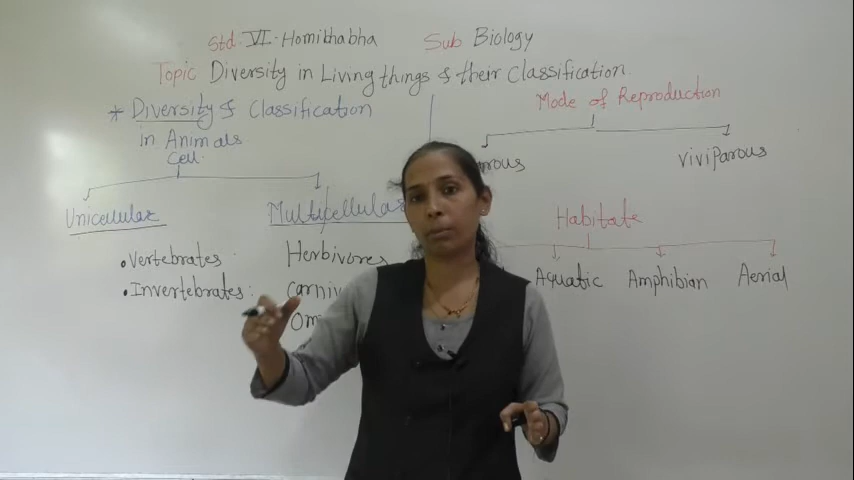 Std. VI. Homibhabha Sub Biology
Topic Diversity in Living things & their Classification.
* Diversity & Classification
in Animals
Cell.
Unicellular Multicellular
• Vertebrates.
• Invertebrates.
Herbivores
Mode of Reproduction
viviparous
Habitate
Aquatic Amphibian Aerial